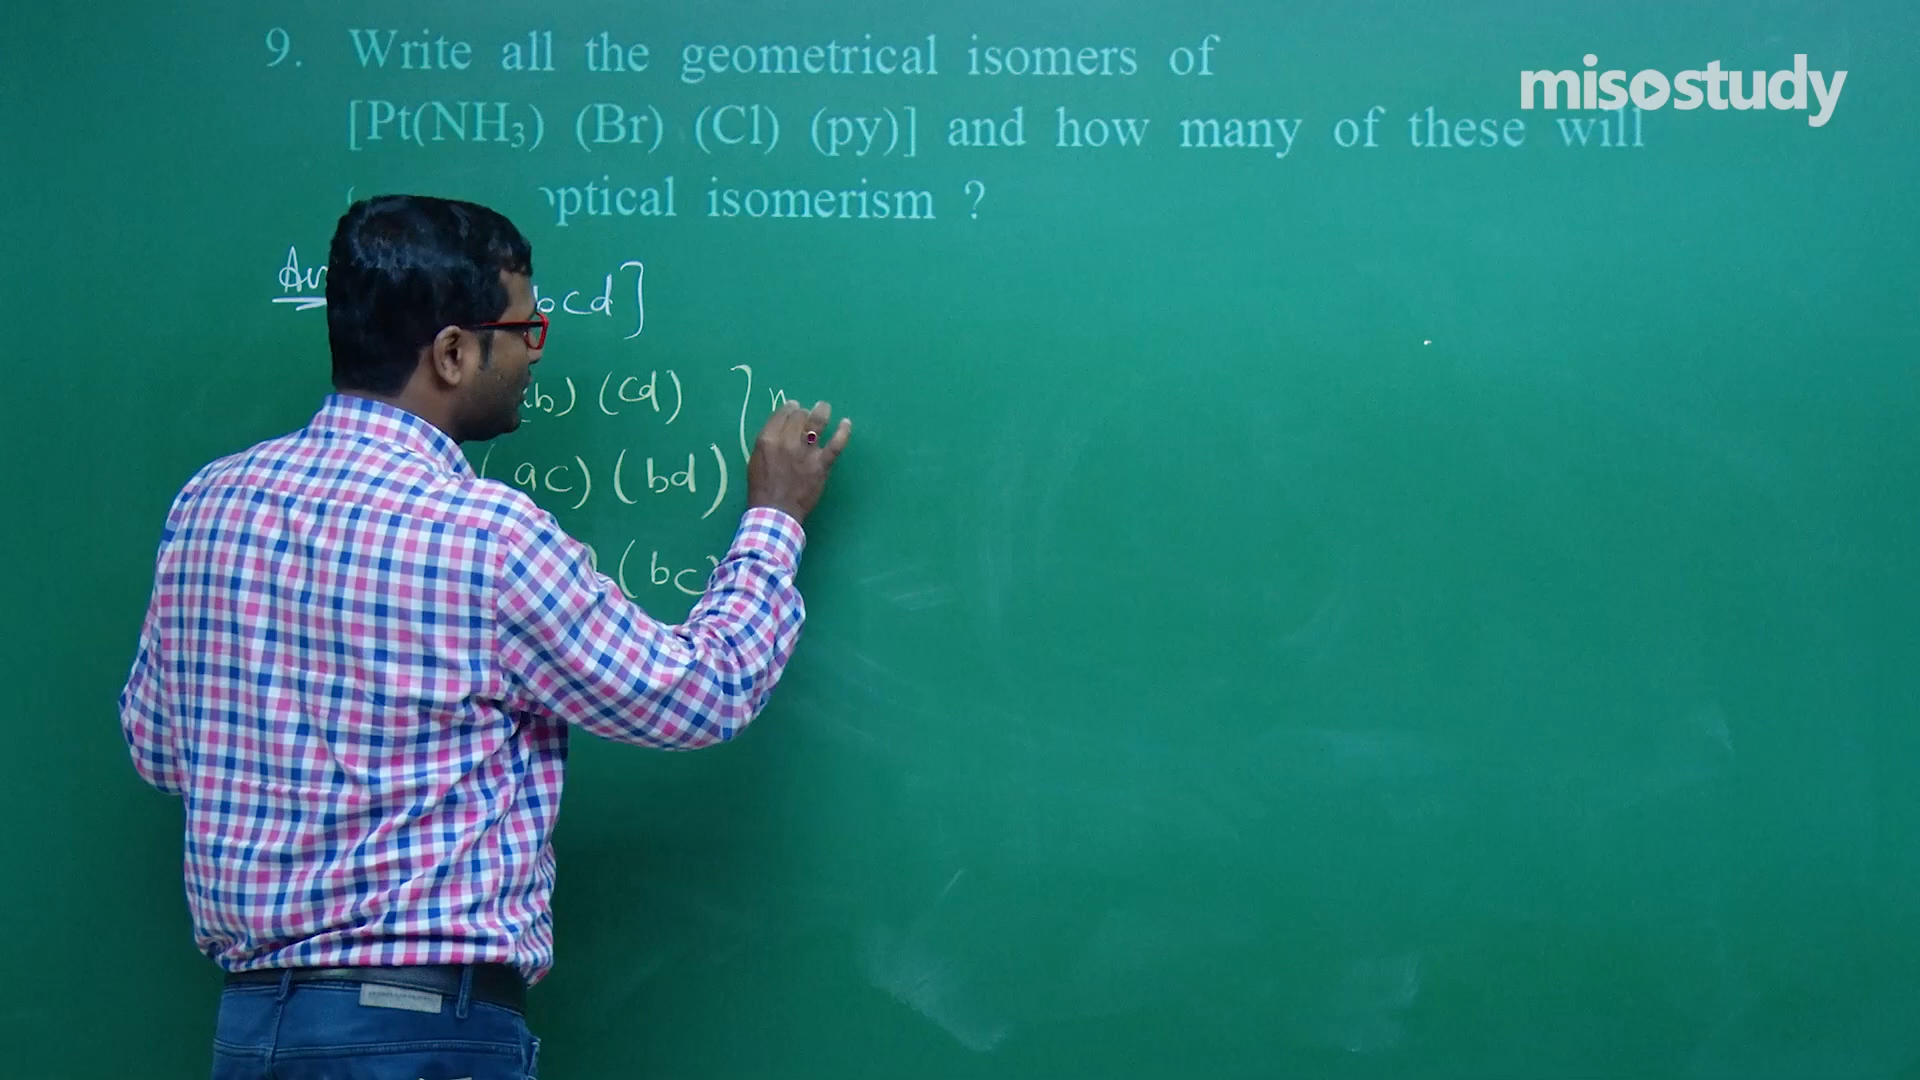 9. Write all the geometrical isomers of
misostudy
[Pt(NH₃) (Br) (Cl) (py)] and how many of these will
optical isomerism ?
bcd]
b) (cd)
(ac) (bd)
(bc